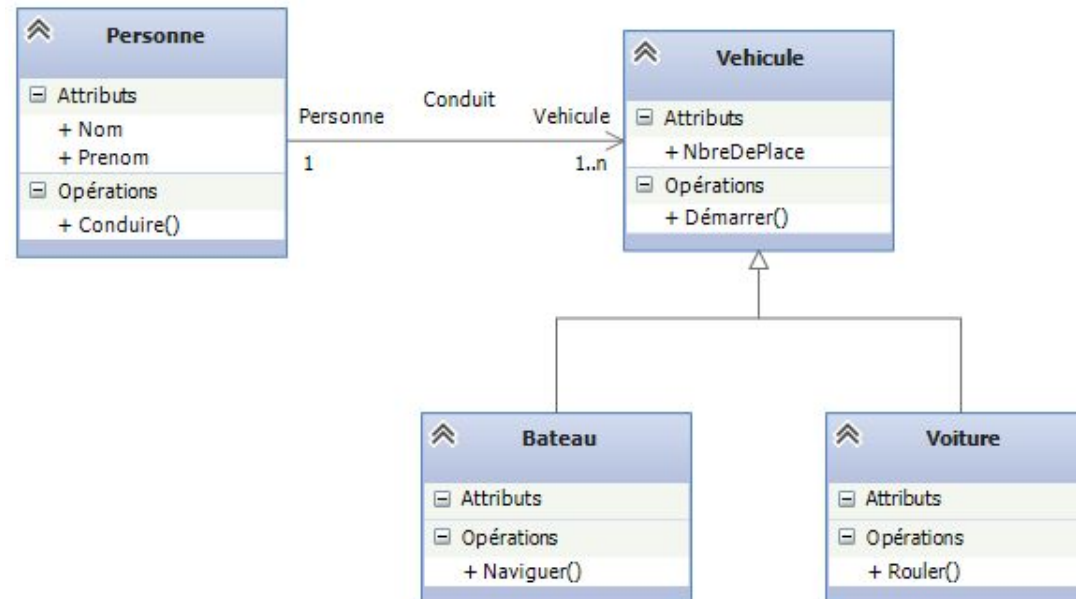 Personne
Attributs
+ Nom
+ Prenom
Opérations
+ Conduire()
Personne
Conduit
Vehicule
1
1..n
Vehicule
Attributs
+ NbreDePlace
Opérations
+ Démarrer()
Bateau
Attributs
Opérations
+ Naviguer()
Voiture
Attributs
Opérations
+ Rouler()